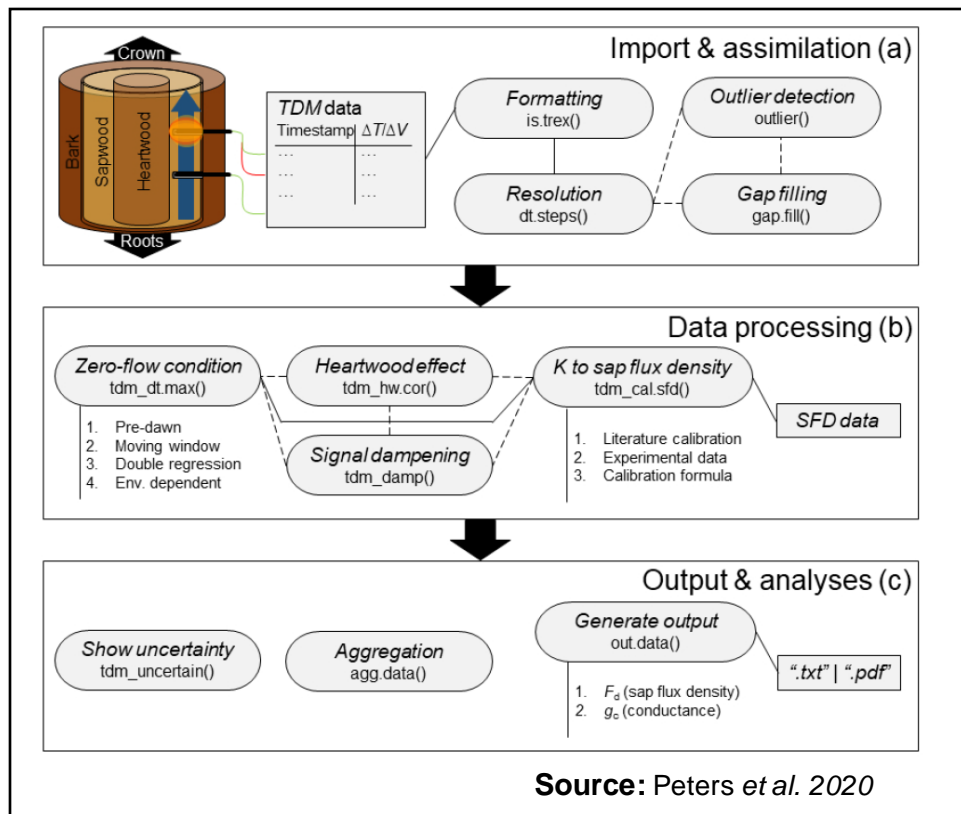 Import & assimilation (a)
Crown
Bark
Sapwood
Heartwood
Roots
TDM data
Timestamp ΔT/ΔV
... ...
... ...
... ...
Formatting
is.trex()
Resolution
dt.steps()
Outlier detection
outlier()
Gap filling
gap.fill()
Data processing (b)
Zero-flow condition
tdm_dt.max()
1. Pre-dawn
2. Moving window
3. Double regression
4. Env. dependent
Heartwood effect
tdm_hw.cor()
Signal dampening
tdm_damp()
K to sap flux density
tdm_cal.sfd()
1. Literature calibration
2. Experimental data
3. Calibration formula
SFD data
Output & analyses (c)
Show uncertainty
tdm_uncertain()
Aggregation
agg.data()
Generate output
out.data()
1. Fd (sap flux density)
2. gc (conductance)
“.txt” | “.pdf”
Source: Peters et al. 2020